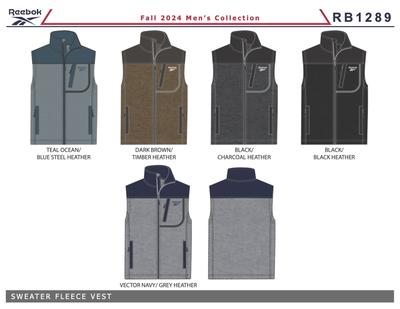 Reebok
Fall 2024 Men's Collection
RB1289
TEAL OCEAN/
BLUE STEEL HEATHER
DARK BROWN/
TIMBER HEATHER
BLACK/
CHARCOAL HEATHER
BLACK/
BLACK HEATHER
VECTOR NAVY/ GREY HEATHER
SWEATER FLEECE VEST